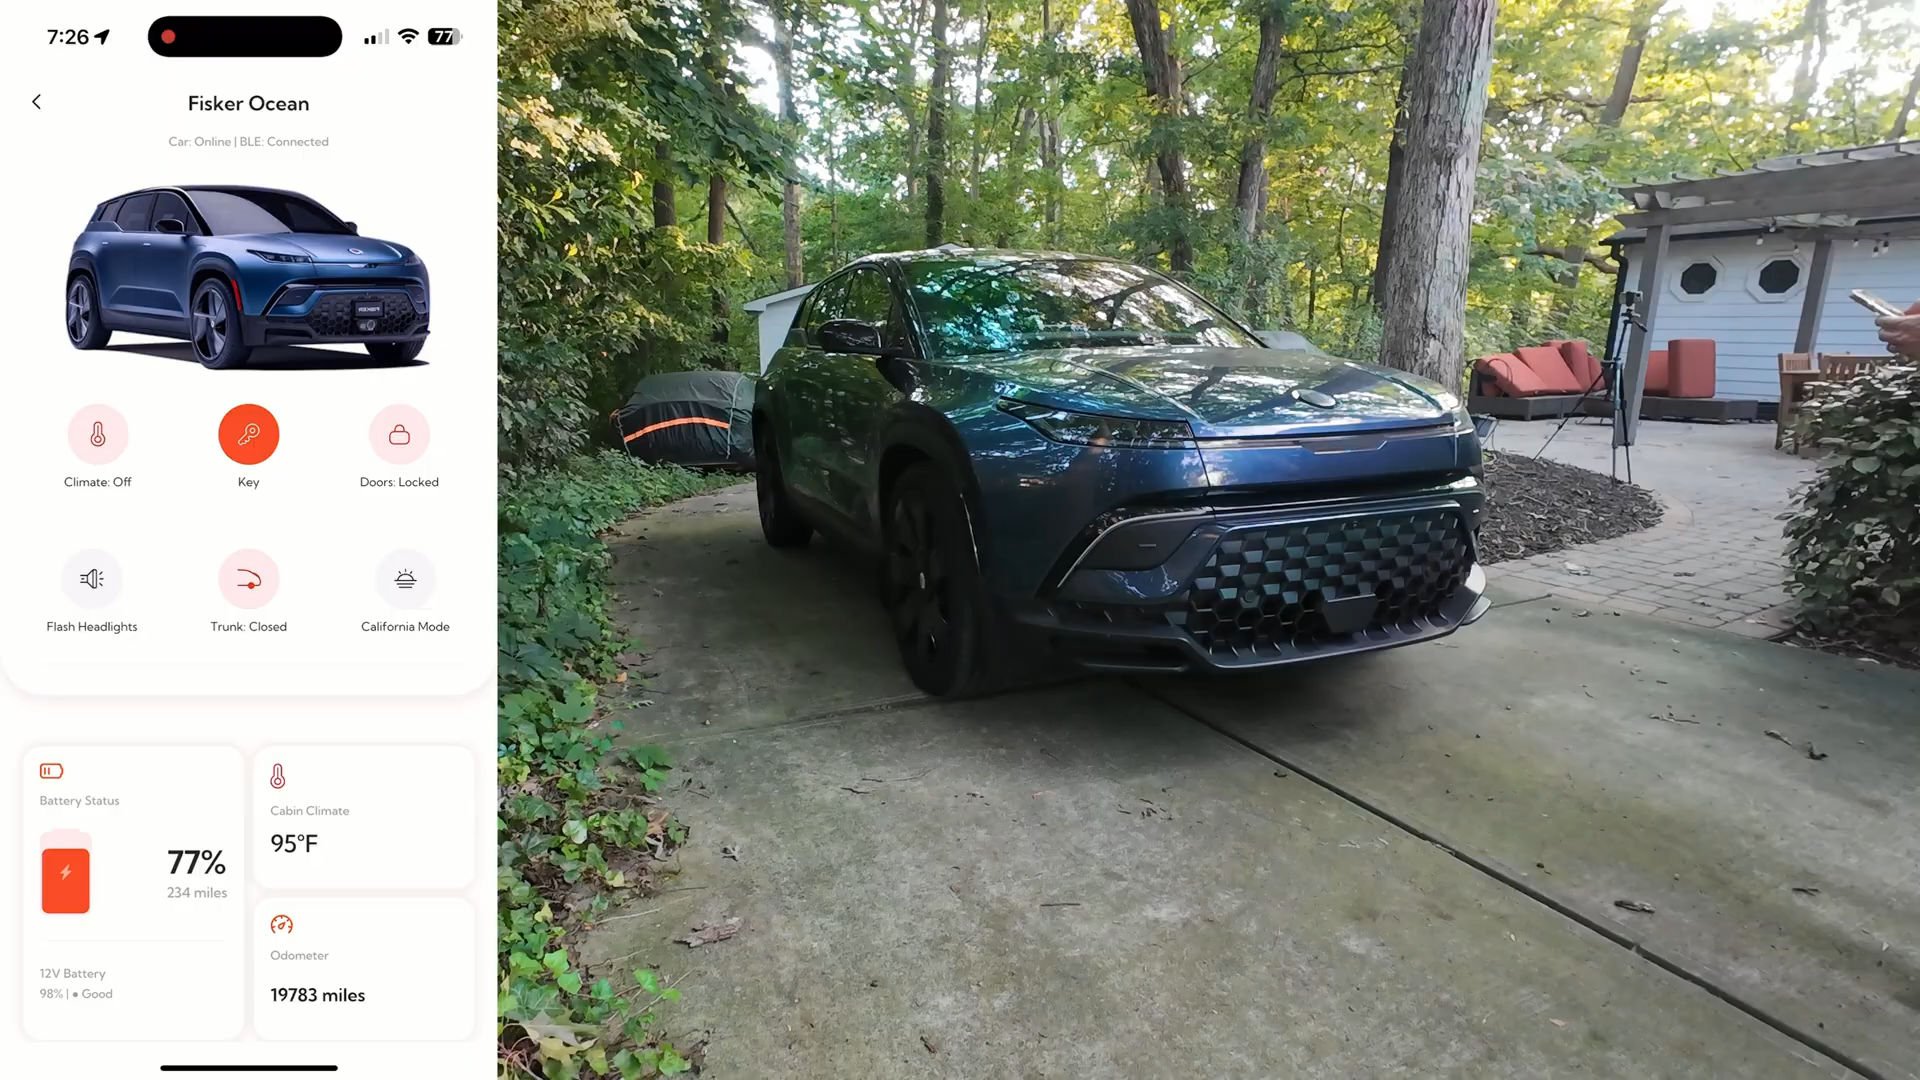 7:26
77
Fisker Ocean
Car: Online | BLE: Connected
Climate: Off
Key
Doors: Locked
Flash Headlights
Trunk: Closed
California Mode
Battery Status
77%
234 miles
12V Battery
98% | • Good
Cabin Climate
95°F
Odometer
19783 miles